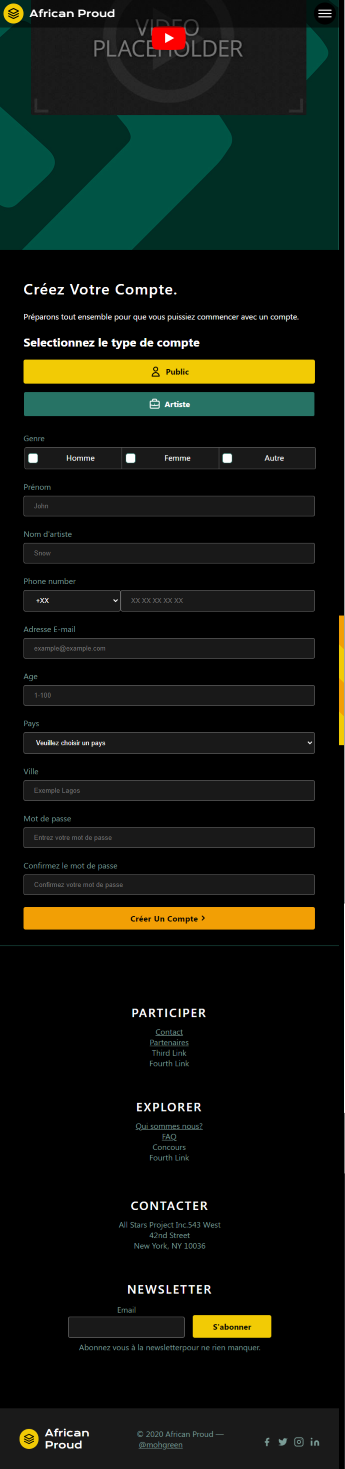 African Proud
VIDEO
PLACEHOLDER
Créez Votre Compte.
Préparons tout ensemble pour que vous puissiez commencer avec un compte.
Selectionnez le type de compte
Public
Artiste
Genre
Homme Femme Autre
Prénom
John
Nom d'artiste
Snow
Phone number
+XX XX XX XX XX XX
Adresse E-mail
example@example.com
Age
1-100
Pays
Veuillez choisir un pays
Ville
Exemple Lagos
Mot de passe
Entrez votre mot de passe
Confirmez le mot de passe
Confirmez votre mot de passe
Créer Un Compte >
PARTICIPER
Contact
Partenaires
Third Link
Fourth Link
EXPLORER
Qui sommes nous?
FAQ
Concours
Fourth Link
CONTACTER
All Stars Project Inc.543 West
42nd Street
New York, NY 10036
NEWSLETTER
Email
S'abonner
Abonnez vous à la newsletterpour ne rien manquer.
African
Proud
© 2020 African Proud —
@mohgreen